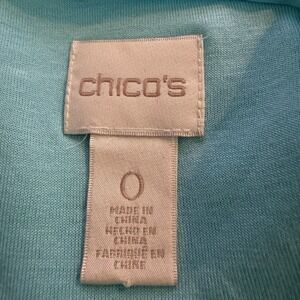 chico's
0
MADE IN
CHINA
HECHO EN
CHINA
FABRIQUÉ EN
CHINE